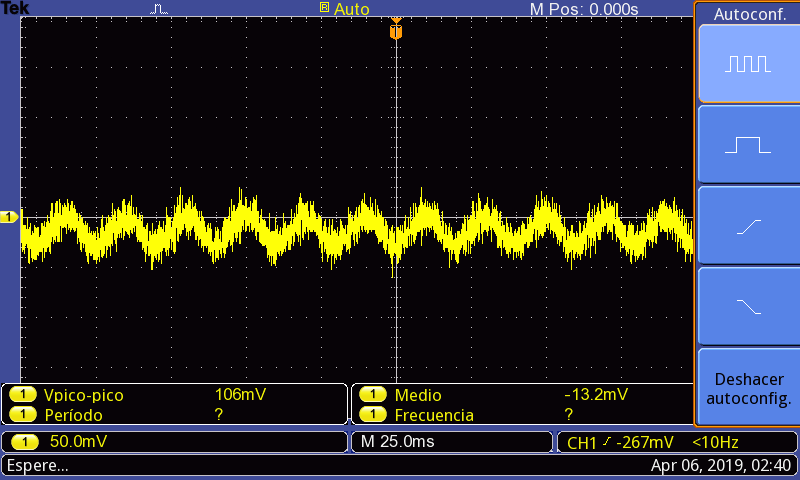 Tek
R Auto
M Pos: 0.000s
Autoconf.
T
1
1 Vpico-pico 106mV
1 Medio -13.2mV
1 Período ?
1 Frecuencia ?
Deshacer
autoconfig.
1 50.0mV
M 25.0ms
CH1 -267mV <10Hz
Espere...
Apr 06, 2019, 02:40